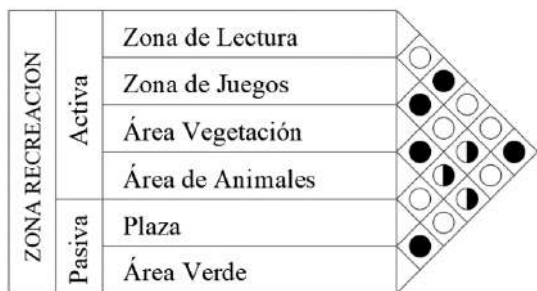 ZONA RECREACION
Activa
Zona de Lectura
Zona de Juegos
Área Vegetación
Área de Animales
Pasiva
Plaza
Área Verde